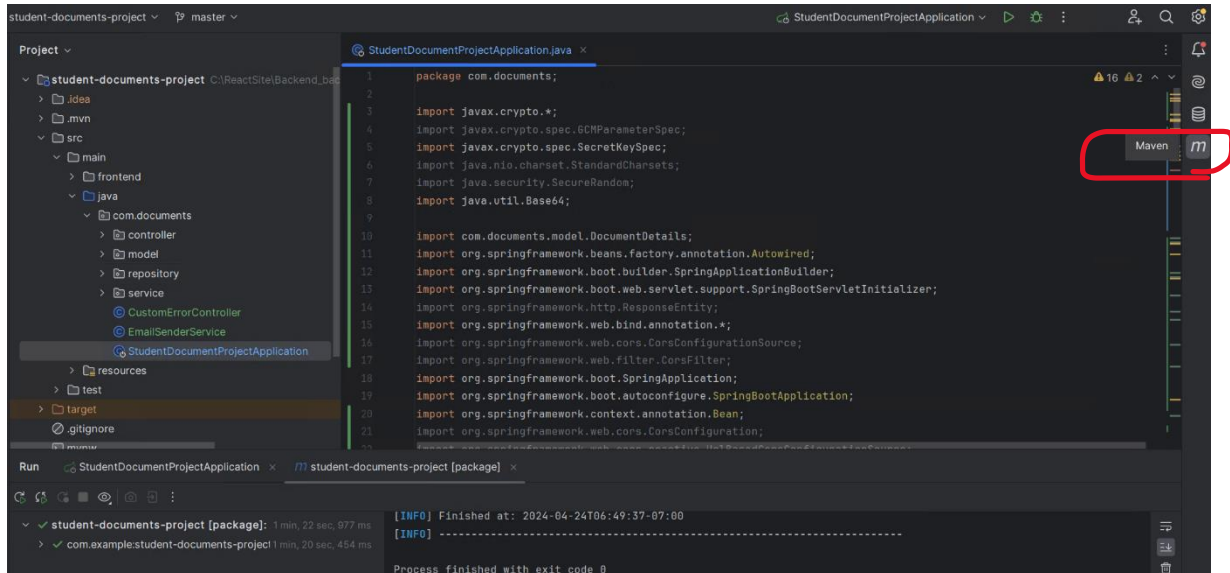 student-documents-project
master
StudentDocumentProjectApplication
Project
StudentDocumentProjectApplication.java
student-documents-project C:\ReactSite\Backend_bac
.idea
.mvn
src
main
frontend
java
com.documents
controller
model
repository
service
CustomErrorController
EmailSenderService
StudentDocumentProjectApplication
resources
test
target
.gitignore
mvnw
1 package com.documents;
2
3 import javax.crypto.*;
4 import javax.crypto.spec.GCMParameterSpec;
5 import javax.crypto.spec.SecretKeySpec;
6 import java.nio.charset.StandardCharsets;
7 import java.security.SecureRandom;
8 import java.util.Base64;
9
10 import com.documents.model.DocumentDetails;
11 import org.springframework.beans.factory.annotation.Autowired;
12 import org.springframework.boot.builder.SpringApplicationBuilder;
13 import org.springframework.boot.web.servlet.support.SpringBootServletInitializer;
14 import org.springframework.http.ResponseEntity;
15 import org.springframework.web.bind.annotation.*;
16 import org.springframework.web.cors.CorsConfigurationSource;
17 import org.springframework.web.filter.CorsFilter;
18 import org.springframework.boot.SpringApplication;
19 import org.springframework.boot.autoconfigure.SpringBootApplication;
20 import org.springframework.context.annotation.Bean;
21 import org.springframework.web.cors.CorsConfiguration;
16 2
Maven m
Run StudentDocumentProjectApplication m student-documents-project [package]
student-documents-project [package]: 1 min, 22 sec, 977 ms
com.example:student-documents-project 1 min, 20 sec, 454 ms
[INFO] Finished at: 2024-04-24T06:49:37-07:00
[INFO] ------------------------------------------------------------------------
Process finished with exit code 0